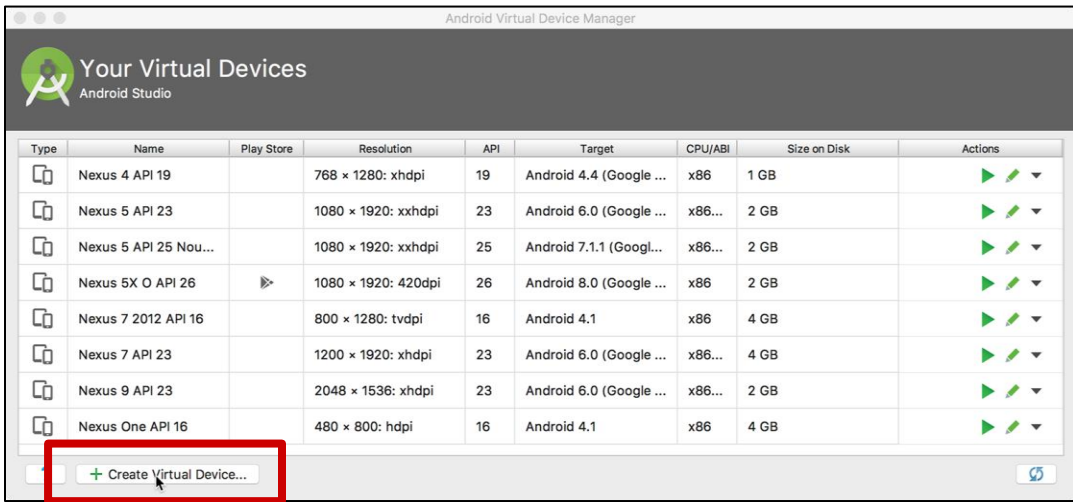 Android Virtual Device Manager
Your Virtual Devices
Android Studio
Type Name Play Store Resolution API Target CPU/ABI Size on Disk Actions
Nexus 4 API 19 768 × 1280: xhdpi 19 Android 4.4 (Google ... x86 1 GB
Nexus 5 API 23 1080 × 1920: xxhdpi 23 Android 6.0 (Google ... x86... 2 GB
Nexus 5 API 25 Nou... 1080 × 1920: xxhdpi 25 Android 7.1.1 (Googl... x86... 2 GB
Nexus 5X O API 26 1080 × 1920: 420dpi 26 Android 8.0 (Google ... x86 2 GB
Nexus 7 2012 API 16 800 × 1280: tvdpi 16 Android 4.1 x86 4 GB
Nexus 7 API 23 1200 × 1920: xhdpi 23 Android 6.0 (Google ... x86... 4 GB
Nexus 9 API 23 2048 × 1536: xhdpi 23 Android 6.0 (Google ... x86... 2 GB
Nexus One API 16 480 × 800: hdpi 16 Android 4.1 x86 4 GB
+ Create Virtual Device...